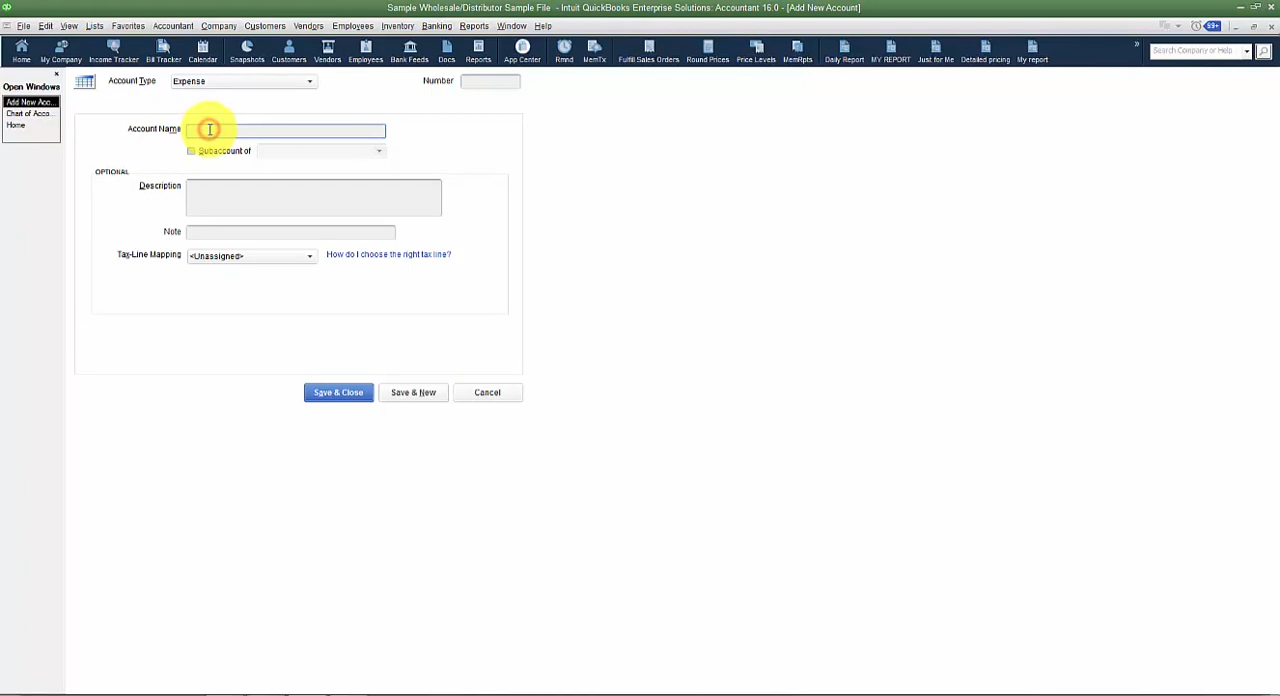 Sample Wholesale/Distributor Sample File - Intuit QuickBooks Enterprise Solutions: Accountant 16.0 - [Add New Account]
File Edit View Lists Favorites Accountant Company Customers Vendors Employees Inventory Banking Reports Window Help 99+
Home My Company Income Tracker Bill Tracker Calendar Snapshots Customers Vendors Employees Bank Feeds Docs Reports App Center Rmnd MemTx Fulfill Sales Orders Round Prices Price Levels MemRpts Daily Report MY REPORT Just for Me Detailed pricing My report » Search Company or Help
Open Windows
Add New Acc...
Chart of Acco...
Home
Account Type Expense Number
Account Name
Subaccount of
OPTIONAL
Description
Note
Tax-Line Mapping <Unassigned> How do I choose the right tax line?
Save & Close Save & New Cancel